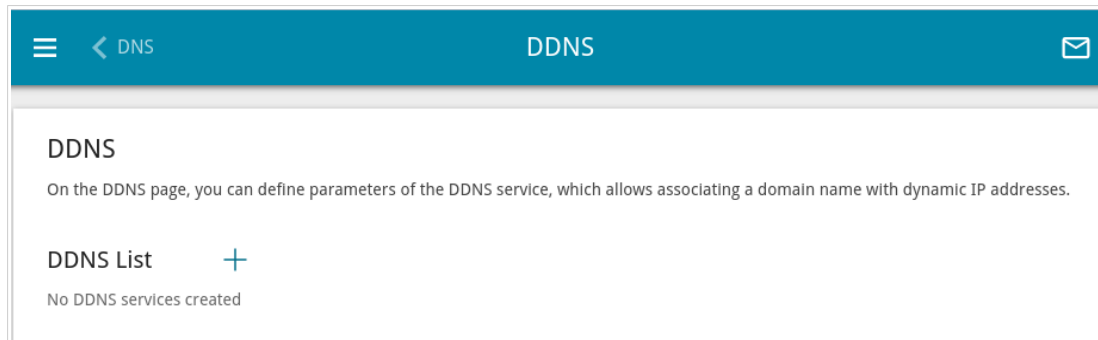 DNS
DDNS
DDNS
On the DDNS page, you can define parameters of the DDNS service, which allows associating a domain name with dynamic IP addresses.
DDNS List
No DDNS services created